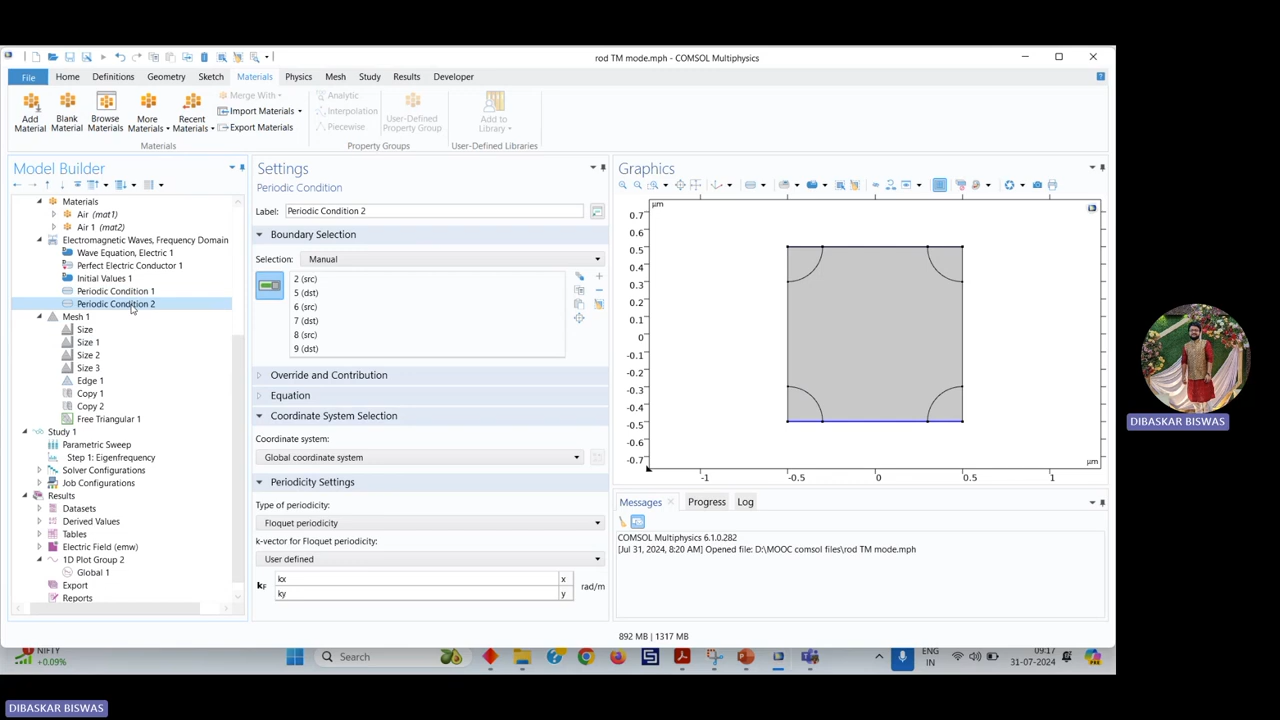 rod TM mode.mph - COMSOL Multiphysics
File Home Definitions Geometry Sketch Materials Physics Mesh Study Results Developer
Add Material
Blank Material
Browse Materials
More Materials
Recent Materials
Merge With
Import Materials
Export Materials
Materials
Analytic
Interpolation
Piecewise
User-Defined Property Group
Property Groups
Add to Library
User-Defined Libraries
Model Builder
Materials
Air (mat1)
Air 1 (mat2)
Electromagnetic Waves, Frequency Domain
Wave Equation, Electric 1
Perfect Electric Conductor 1
Initial Values 1
Periodic Condition 1
Periodic Condition 2
Mesh 1
Size
Size 1
Size 2
Size 3
Edge 1
Copy 1
Copy 2
Free Triangular 1
Study 1
Parametric Sweep
Step 1: Eigenfrequency
Solver Configurations
Job Configurations
Results
Datasets
Derived Values
Tables
Electric Field (emw)
1D Plot Group 2
Global 1
Export
Reports
Settings
Periodic Condition
Label: Periodic Condition 2
Boundary Selection
Selection: Manual
2 (src)
5 (dst)
6 (src)
7 (dst)
8 (src)
9 (dst)
Override and Contribution
Equation
Coordinate System Selection
Coordinate system:
Global coordinate system
Periodicity Settings
Type of periodicity:
Floquet periodicity
k-vector for Floquet periodicity:
User defined
kF kx x rad/m
ky y
Graphics
µm
0.7
0.6
0.5
0.4
0.3
0.2
0.1
0
-0.1
-0.2
-0.3
-0.4
-0.5
-0.6
-0.7
µm
-1 -0.5 0 0.5 1
Messages Progress Log
COMSOL Multiphysics 6.1.0.282
[Jul 31, 2024, 8:20 AM] Opened file: D:\MOOC comsol files\rod TM mode.mph
892 MB | 1317 MB
NIFTY
+0.09%
Search
ENG
IN
09:17
31-07-2024
DIBASKAR BISWAS
DIBASKAR BISWAS